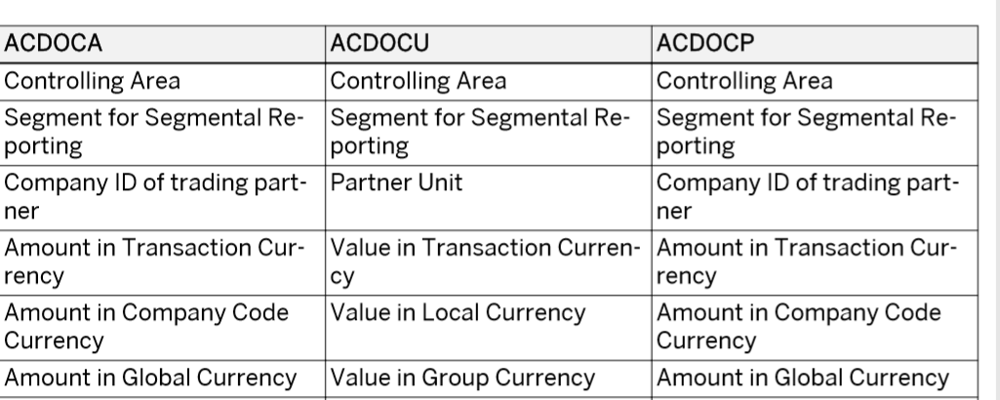 ACDOCA ACDOCU ACDOCP
Controlling Area Controlling Area Controlling Area
Segment for Segmental Re- Segment for Segmental Re- Segment for Segmental Re-
porting porting porting
Company ID of trading part- Partner Unit Company ID of trading part-
ner ner
Amount in Transaction Cur- Value in Transaction Curren- Amount in Transaction Cur-
rency cy rency
Amount in Company Code Value in Local Currency Amount in Company Code
Currency Currency
Amount in Global Currency Value in Group Currency Amount in Global Currency